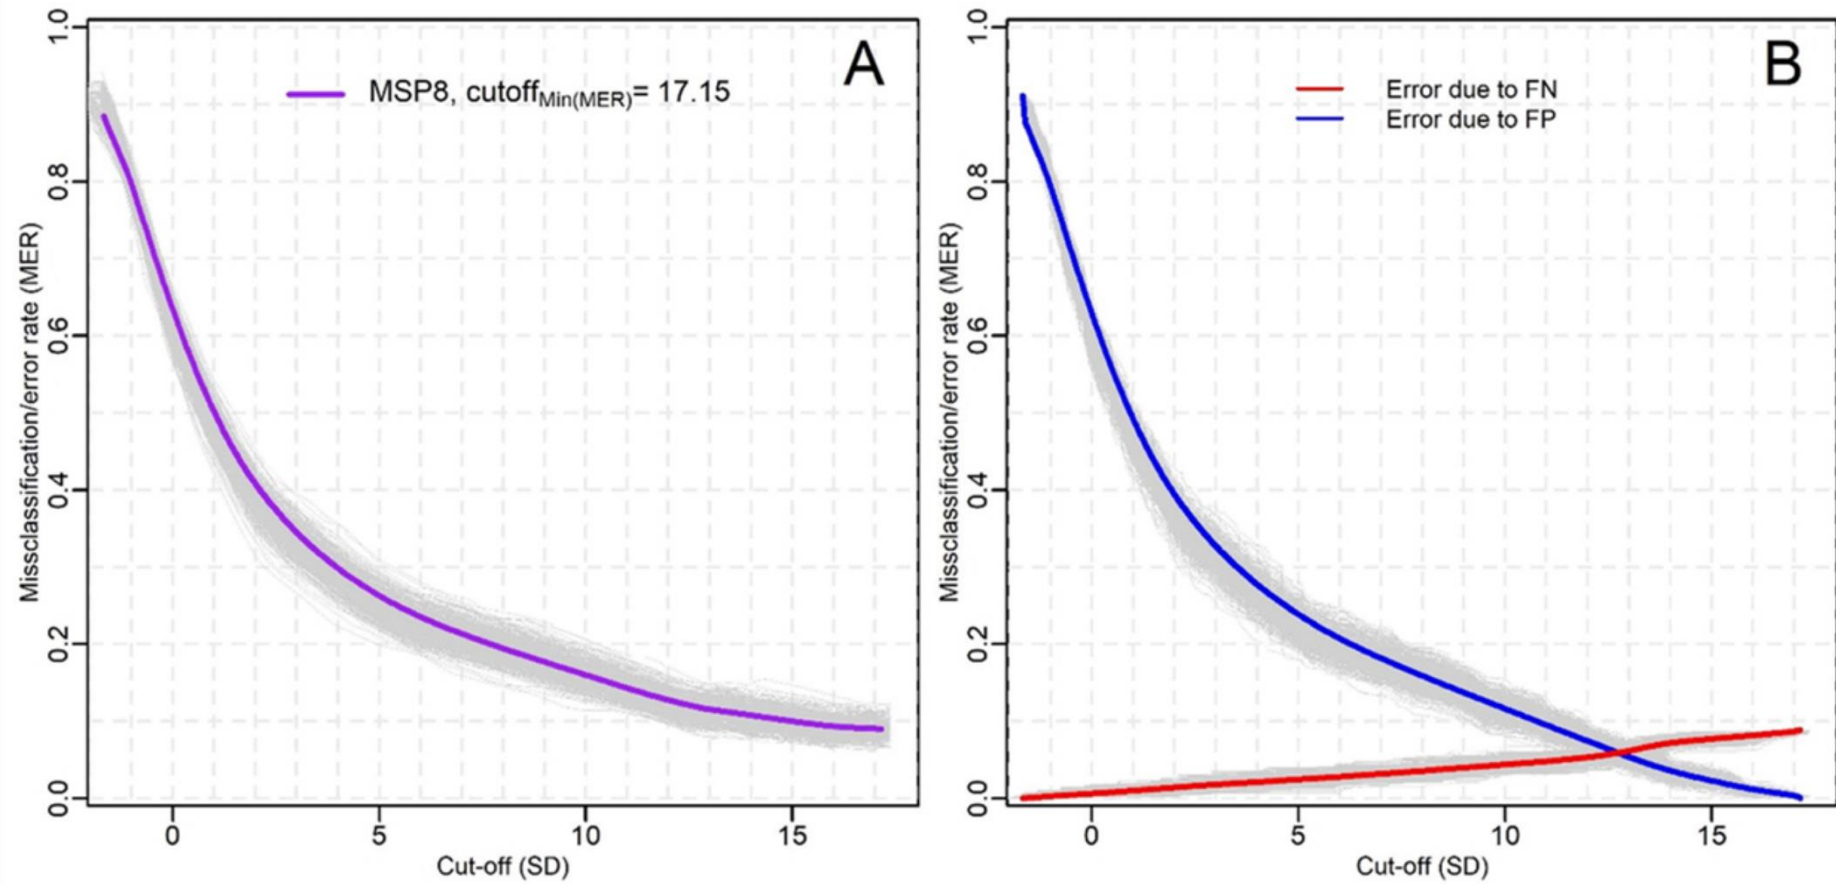 A
MSP8, cutoffMin(MER)= 17.15
Missclassification/error rate (MER)
1.0
0.8
0.6
0.4
0.2
0.0
0 5 10 15
Cut-off (SD)
B
Error due to FN
Error due to FP
Missclassification/error rate (MER)
1.0
0.8
0.6
0.4
0.2
0.0
0 5 10 15
Cut-off (SD)